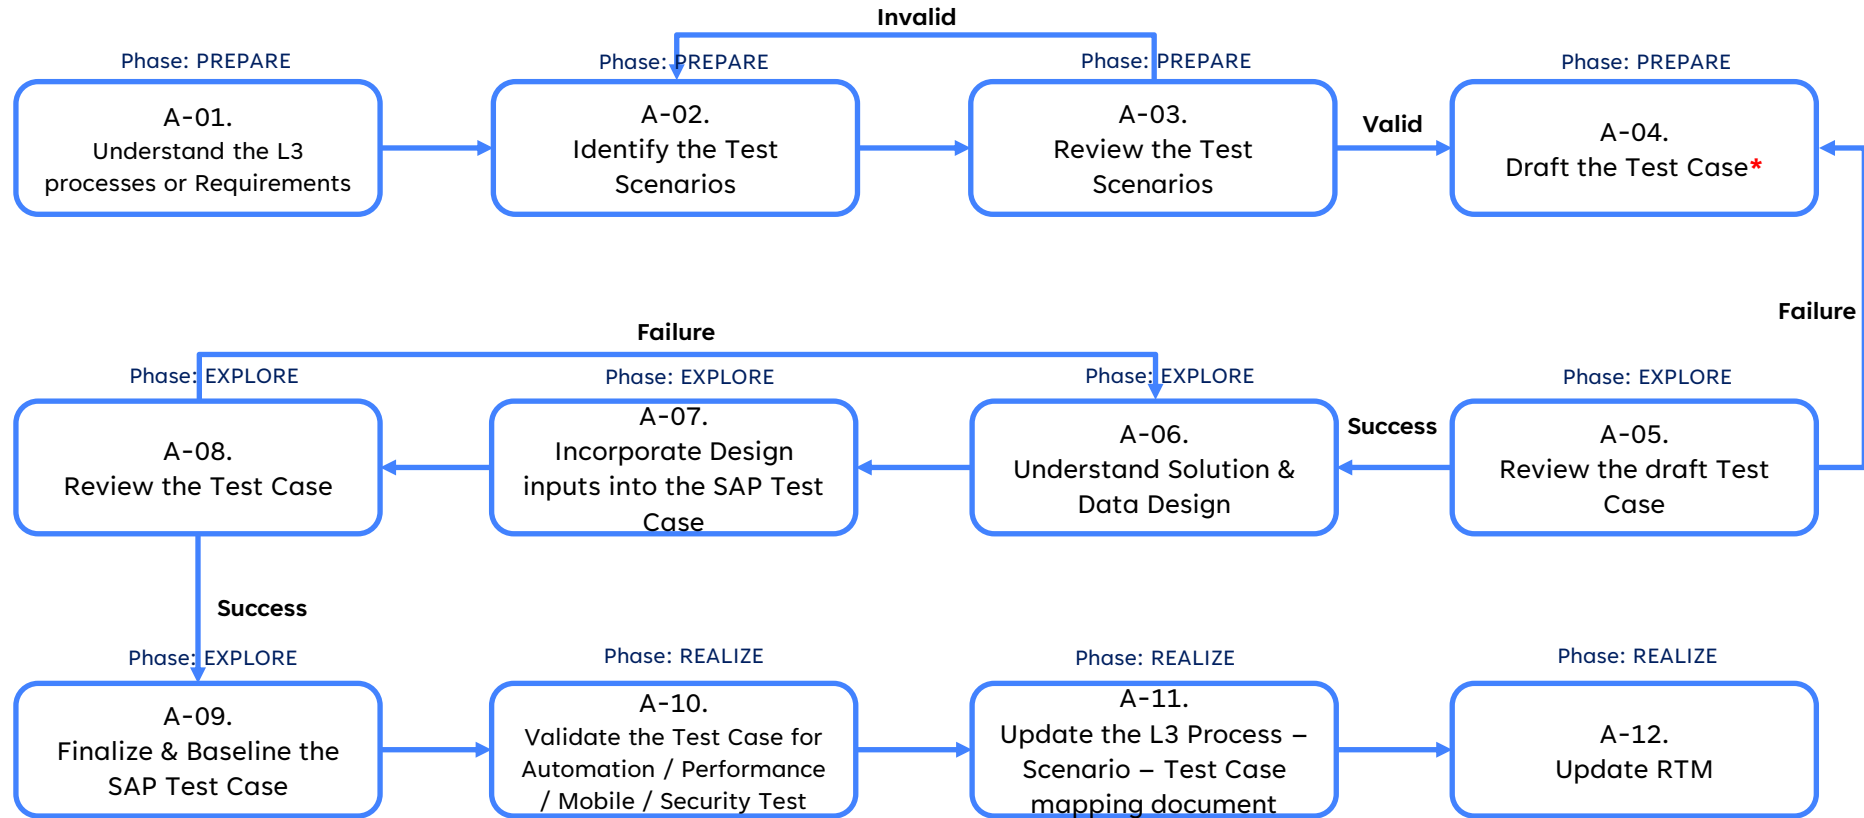 Invalid
Phase: PREPARE
Phase: PREPARE
Phase: PREPARE
Phase: PREPARE
A-01.
Understand the L3
processes or Requirements
A-02.
Identify the Test
Scenarios
A-03.
Review the Test
Scenarios
Valid
A-04.
Draft the Test Case*
Failure
Failure
Phase: EXPLORE
Phase: EXPLORE
Phase: EXPLORE
Phase: EXPLORE
A-08.
Review the Test Case
A-07.
Incorporate Design
inputs into the SAP Test
Case
A-06.
Understand Solution &
Data Design
Success
A-05.
Review the draft Test
Case
Success
Phase: EXPLORE
Phase: REALIZE
Phase: REALIZE
Phase: REALIZE
A-09.
Finalize & Baseline the
SAP Test Case
A-10.
Validate the Test Case for
Automation / Performance
/ Mobile / Security Test
A-11.
Update the L3 Process –
Scenario – Test Case
mapping document
A-12.
Update RTM